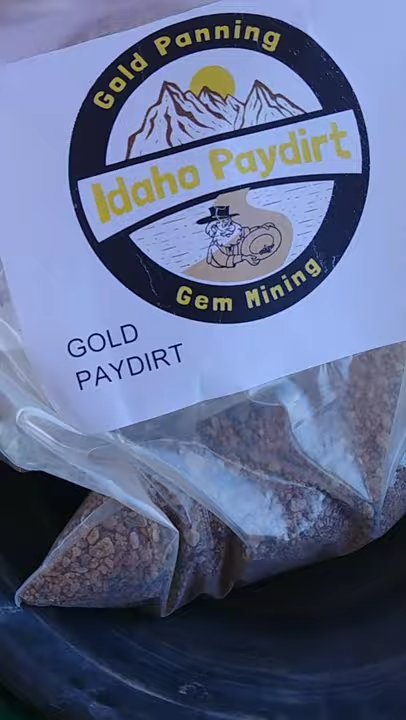 Gold Panning
Idaho Paydirt
Gem Mining
GOLD
PAYDIRT